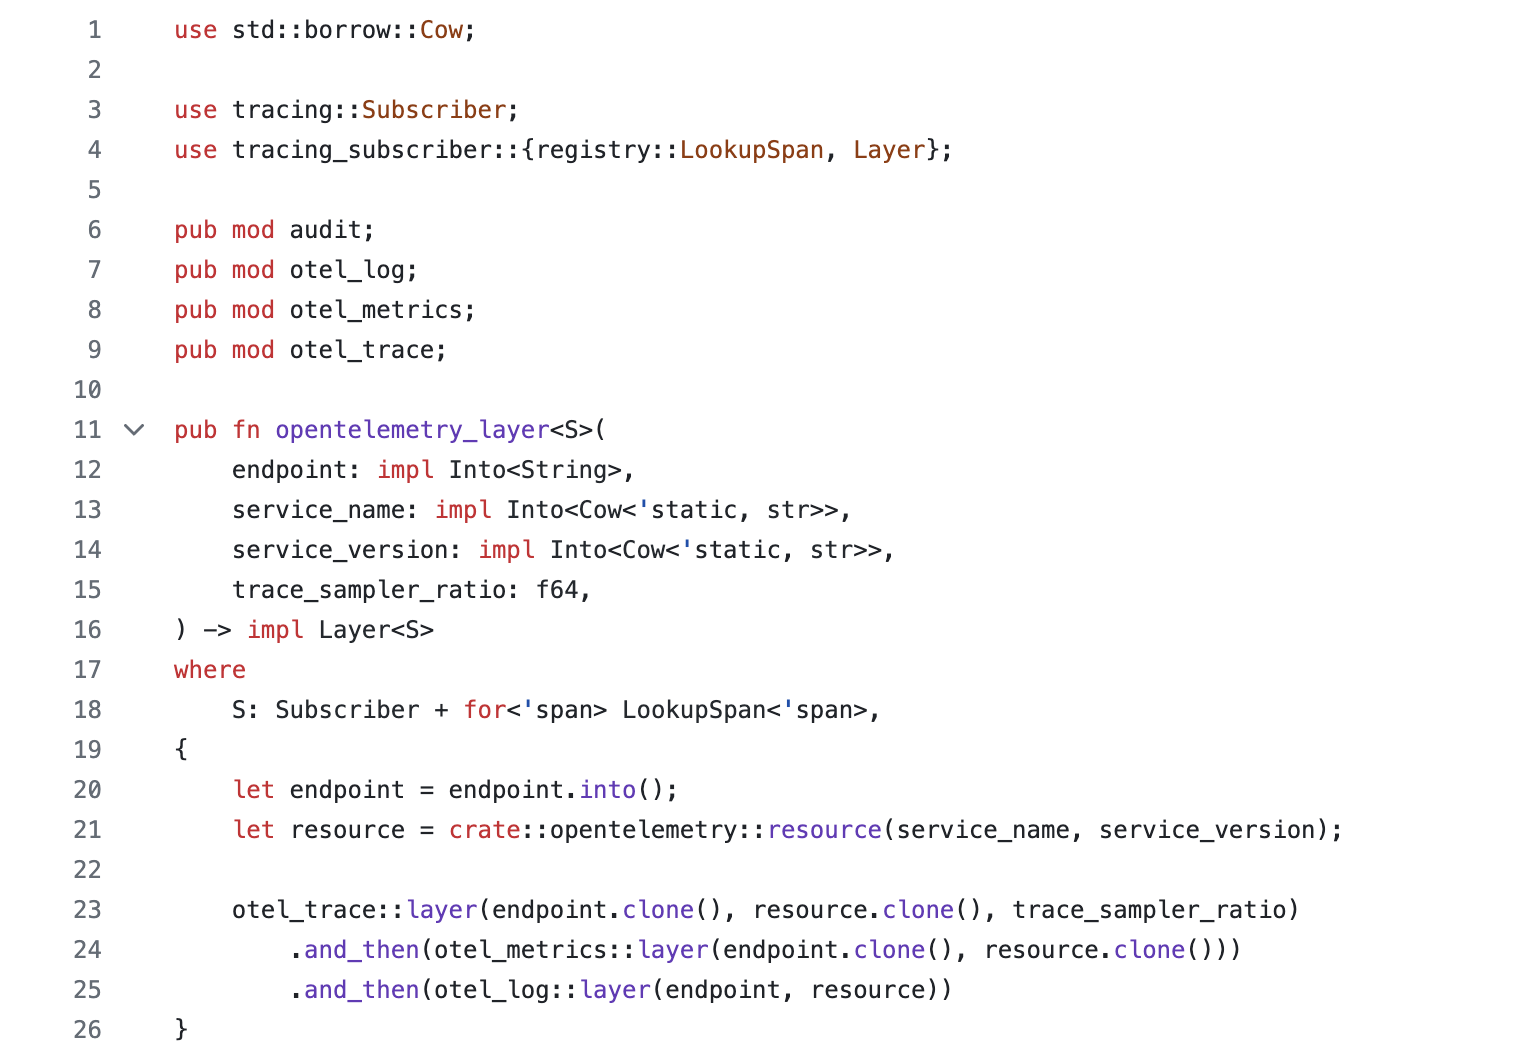 1 use std::borrow::Cow;
2
3 use tracing::Subscriber;
4 use tracing_subscriber::{registry::LookupSpan, Layer};
5
6 pub mod audit;
7 pub mod otel_log;
8 pub mod otel_metrics;
9 pub mod otel_trace;
10
11 pub fn opentelemetry_layer<S>(
12     endpoint: impl Into<String>,
13     service_name: impl Into<Cow<'static, str>>,
14     service_version: impl Into<Cow<'static, str>>,
15     trace_sampler_ratio: f64,
16 ) -> impl Layer<S>
17 where
18     S: Subscriber + for<'span> LookupSpan<'span>,
19 {
20     let endpoint = endpoint.into();
21     let resource = crate::opentelemetry::resource(service_name, service_version);
22
23     otel_trace::layer(endpoint.clone(), resource.clone(), trace_sampler_ratio)
24         .and_then(otel_metrics::layer(endpoint.clone(), resource.clone()))
25         .and_then(otel_log::layer(endpoint, resource))
26 }